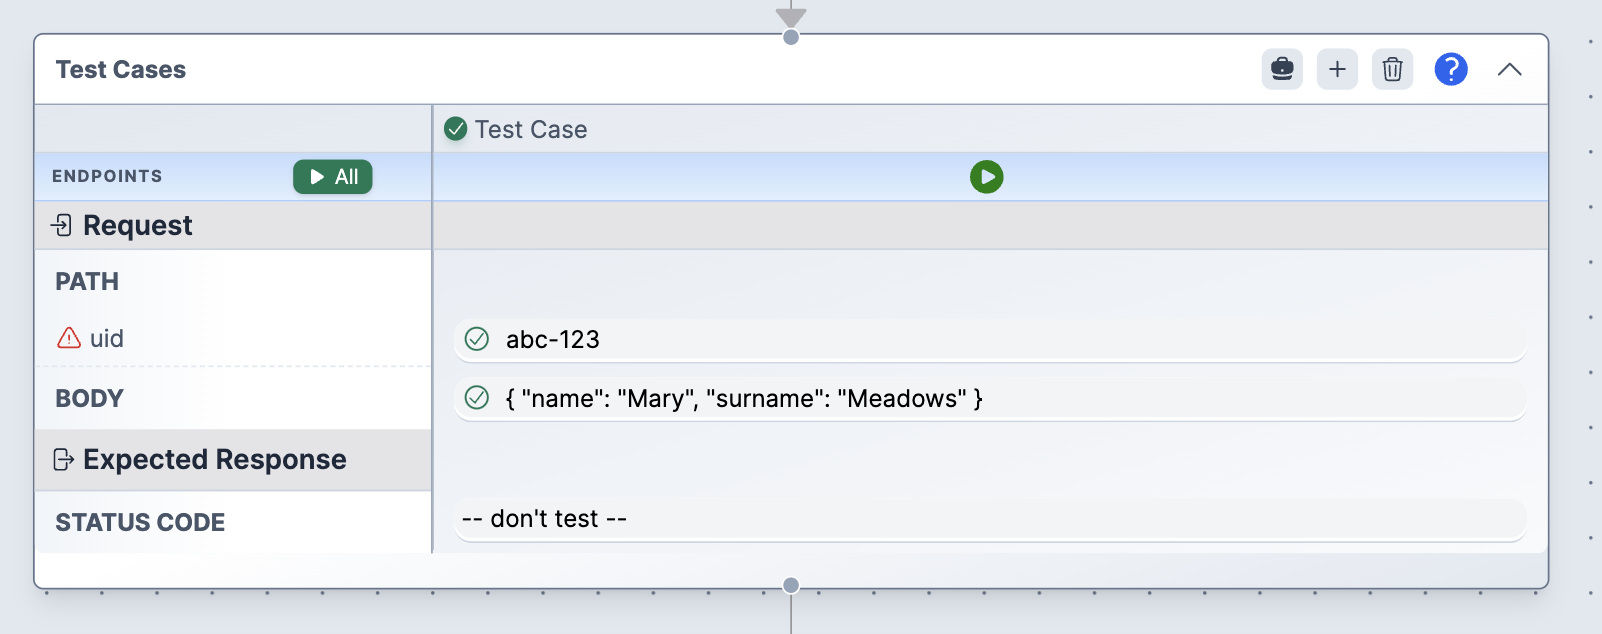 Test Cases
?
Test Case
ENDPOINTS
All
Request
PATH
uid
abc-123
BODY
{ "name": "Mary", "surname": "Meadows" }
Expected Response
STATUS CODE
-- don't test --